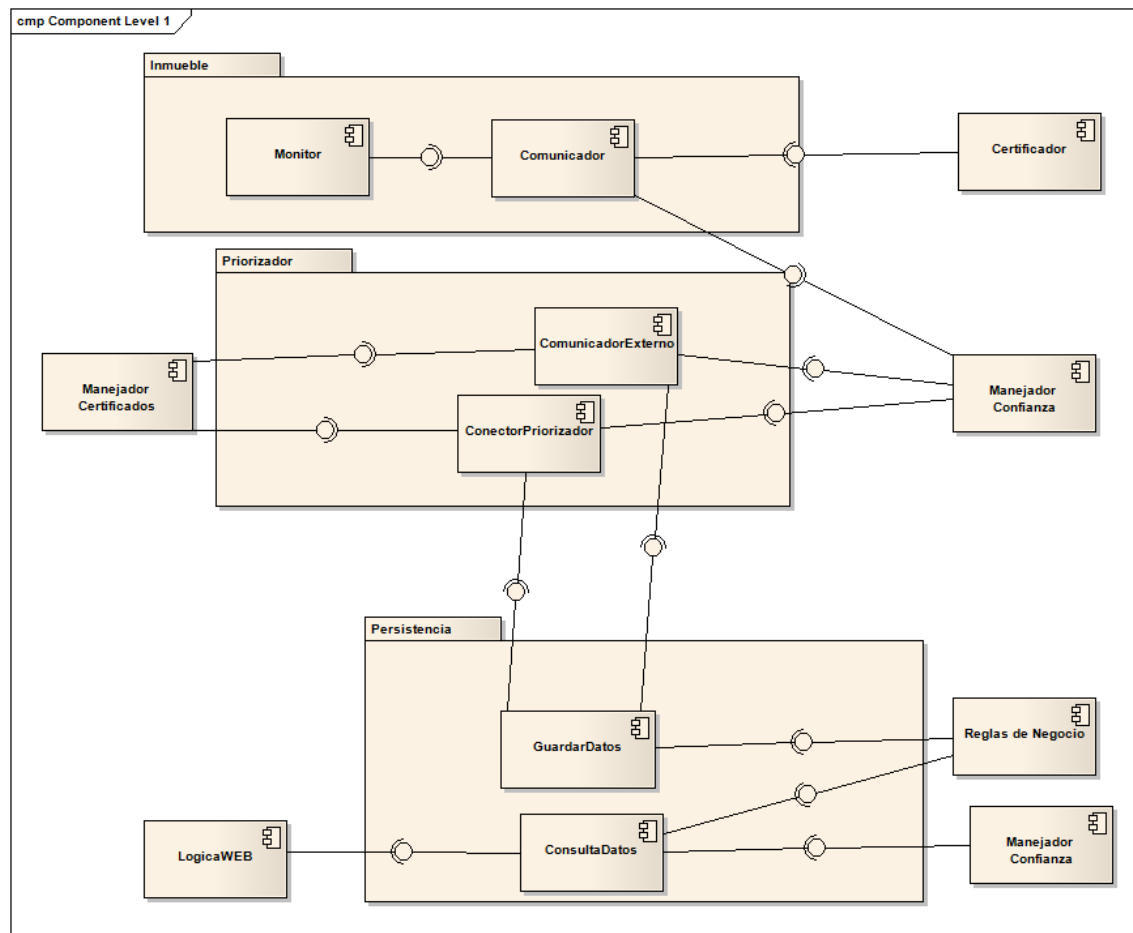 cmp Component Level 1
Inmueble
Monitor
Comunicador
Certificador
Priorizador
ComunicadorExterno
Manejador
Certificados
Manejador
Confianza
ConectorPriorizador
Persistencia
GuardarDatos
Reglas de Negocio
LogicaWEB
ConsultaDatos
Manejador
Confianza